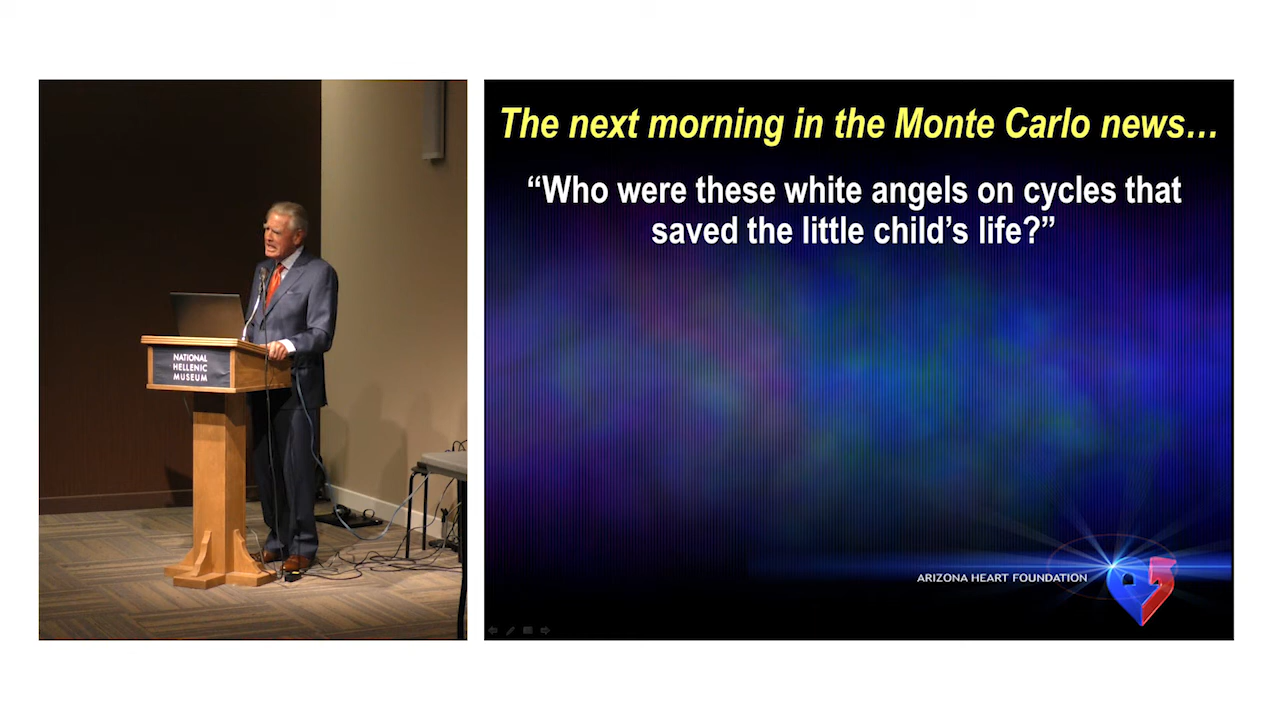 The next morning in the Monte Carlo news…
“Who were these white angels on cycles that
saved the little child’s life?”
NATIONAL
HELLENIC
MUSEUM
ARIZONA HEART FOUNDATION